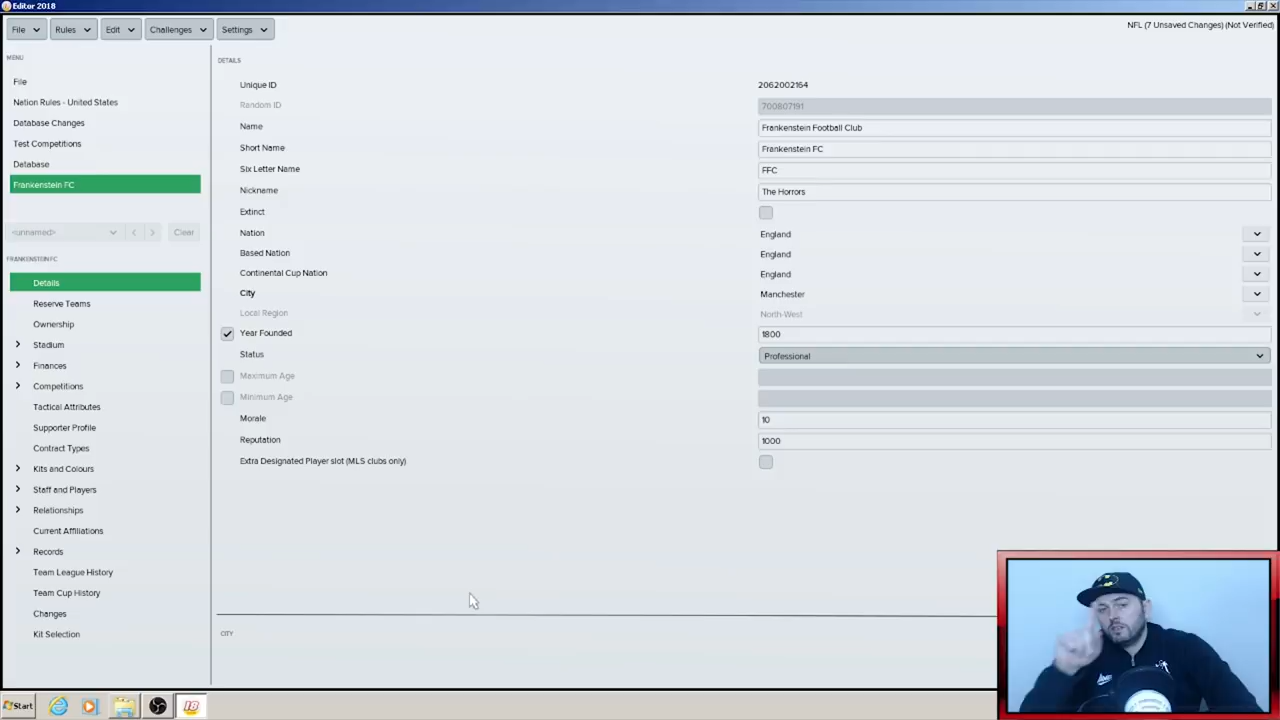 Editor 2018
File
Rules
Edit
Challenges
Settings
NFL (7 Unsaved Changes) (Not Verified)
MENU
File
Nation Rules - United States
Database Changes
Test Competitions
Database
Frankenstein FC
<unnamed>
Clear
FRANKENSTEIN FC
Details
Reserve Teams
Ownership
Stadium
Finances
Competitions
Tactical Attributes
Supporter Profile
Contract Types
Kits and Colours
Staff and Players
Relationships
Current Affiliations
Records
Team League History
Team Cup History
Changes
Kit Selection
DETAILS
Unique ID 2062002164
Random ID 700807191
Name Frankenstein Football Club
Short Name Frankenstein FC
Six Letter Name FFC
Nickname The Horrors
Extinct
Nation England
Based Nation England
Continental Cup Nation England
City Manchester
Local Region North-West
Year Founded 1800
Status Professional
Maximum Age
Minimum Age
Morale 10
Reputation 1000
Extra Designated Player slot (MLS clubs only)
CITY
Start
18